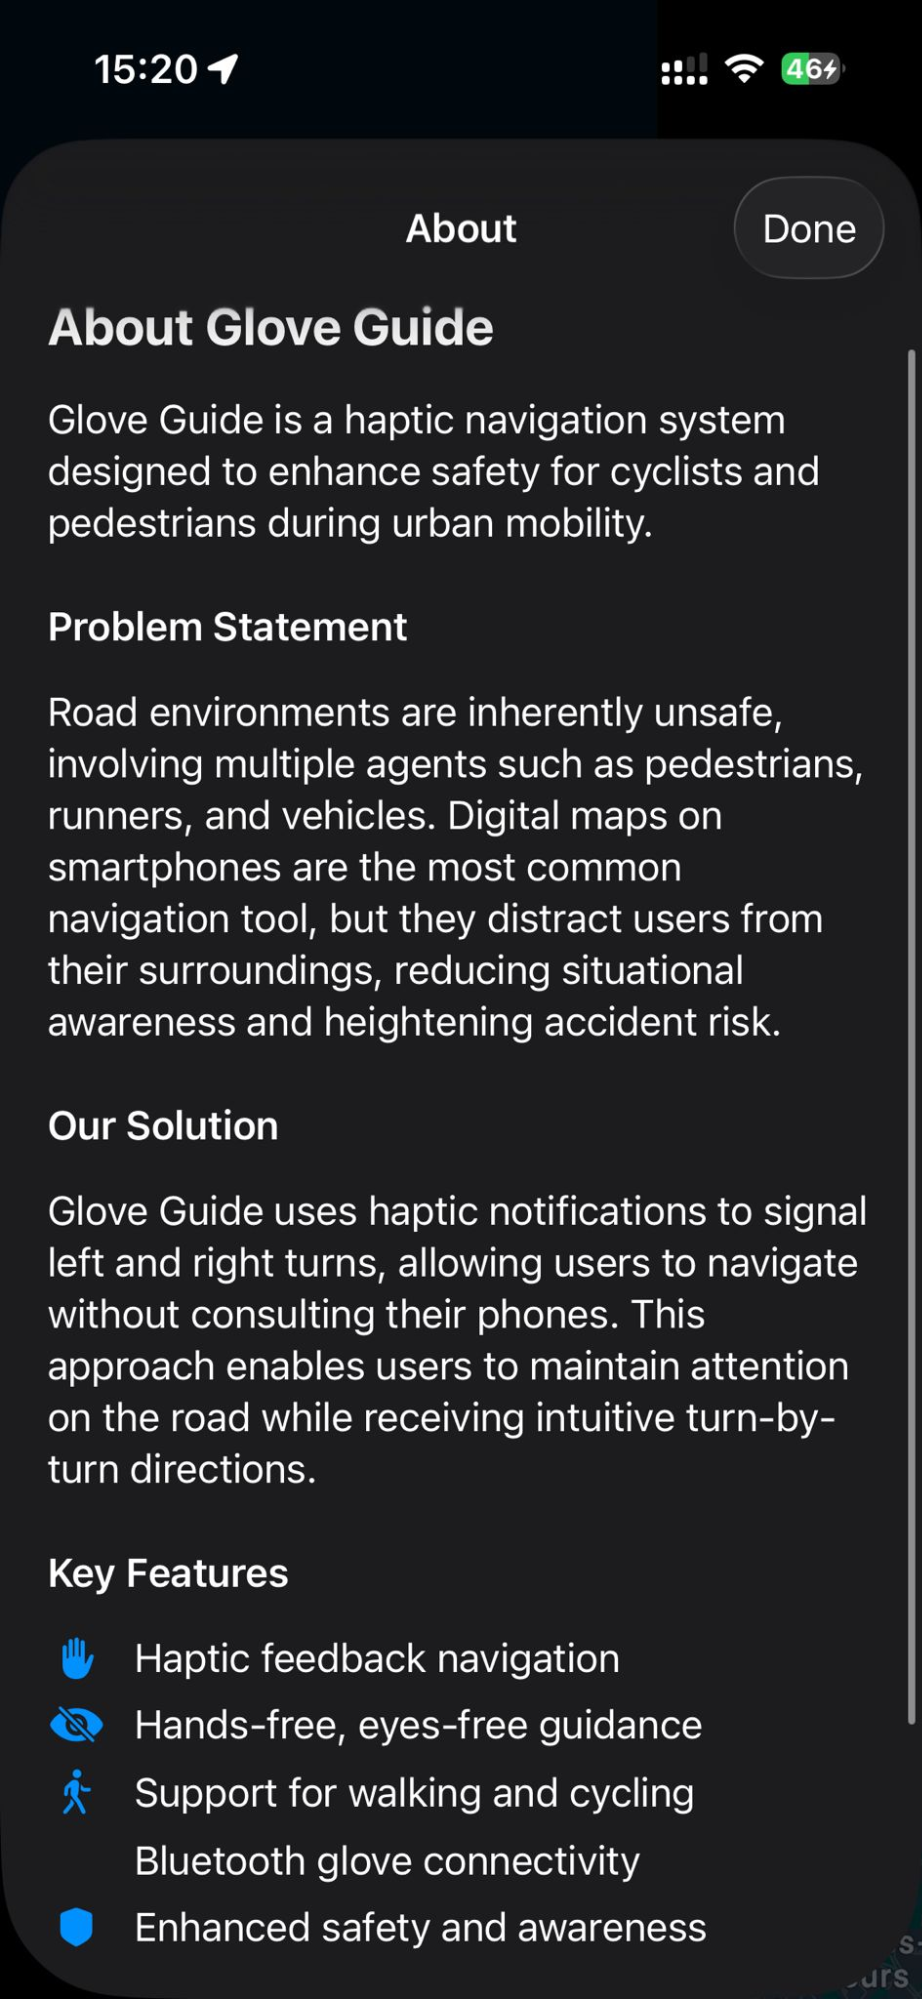 15:20
46
About
Done
About Glove Guide
Glove Guide is a haptic navigation system
designed to enhance safety for cyclists and
pedestrians during urban mobility.
Problem Statement
Road environments are inherently unsafe,
involving multiple agents such as pedestrians,
runners, and vehicles. Digital maps on
smartphones are the most common
navigation tool, but they distract users from
their surroundings, reducing situational
awareness and heightening accident risk.
Our Solution
Glove Guide uses haptic notifications to signal
left and right turns, allowing users to navigate
without consulting their phones. This
approach enables users to maintain attention
on the road while receiving intuitive turn-by-
turn directions.
Key Features
Haptic feedback navigation
Hands-free, eyes-free guidance
Support for walking and cycling
Bluetooth glove connectivity
Enhanced safety and awareness